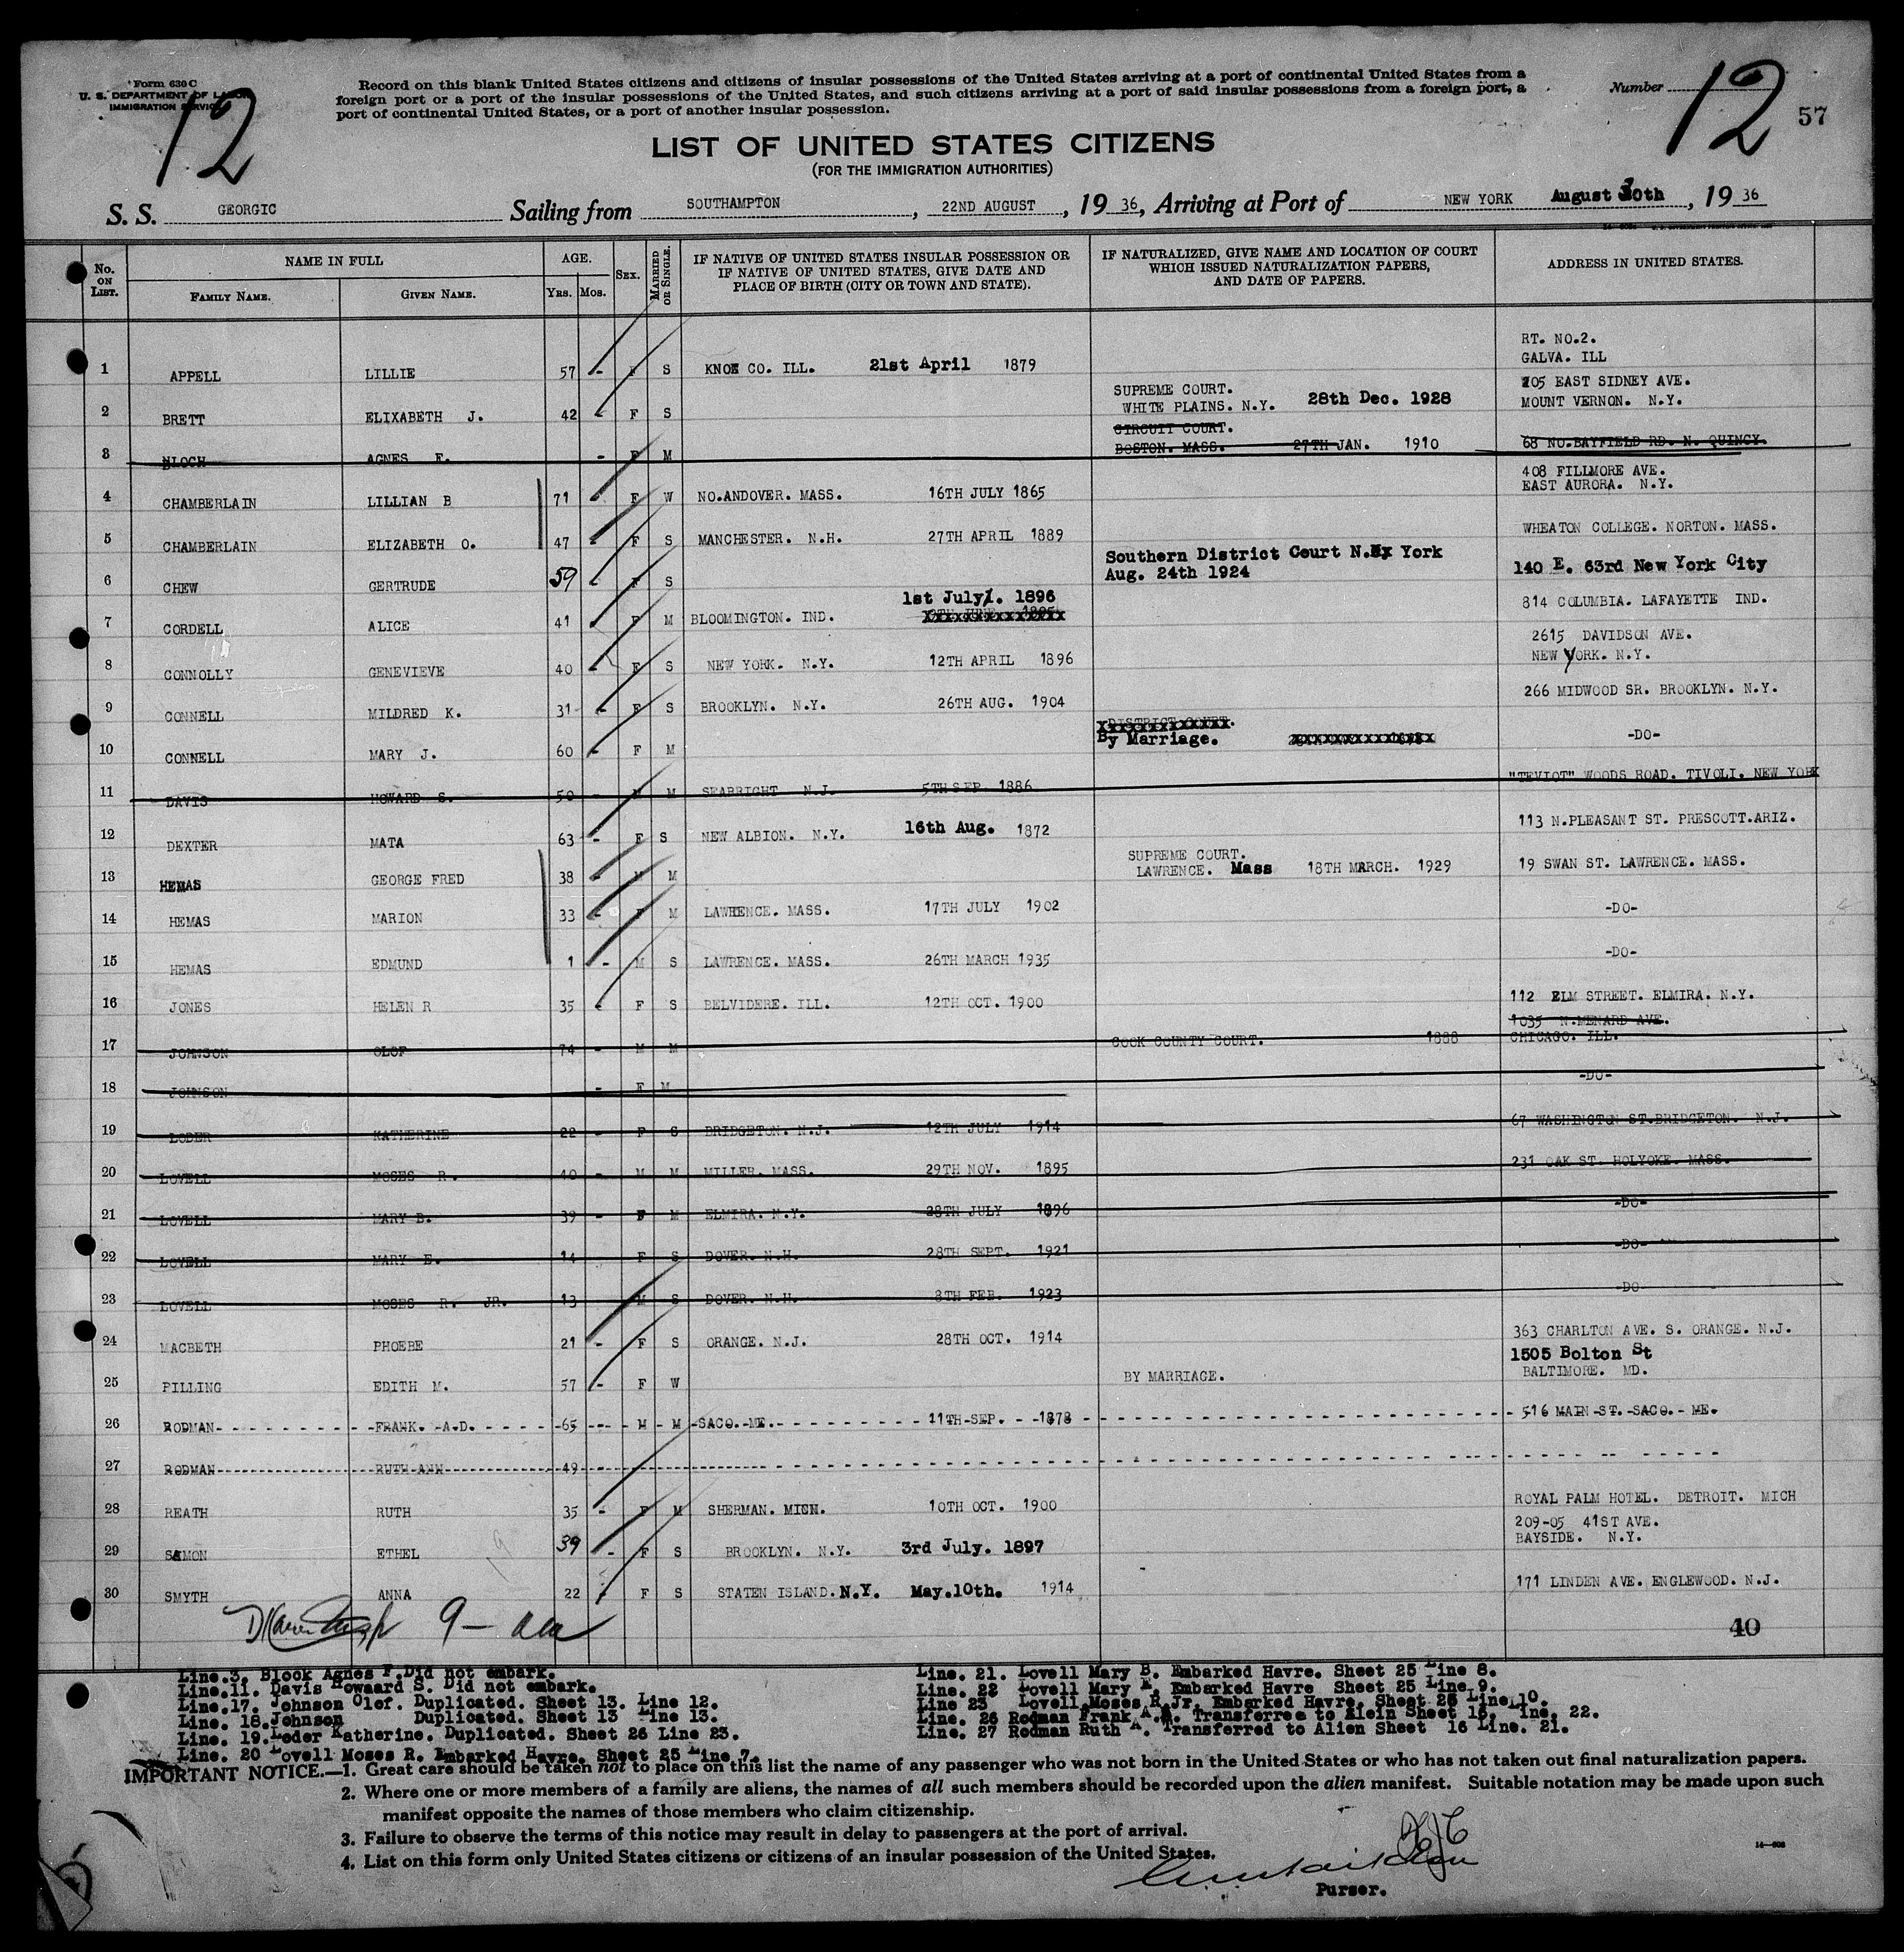 Form 630 C
U. S. DEPARTMENT OF LABOR
IMMIGRATION SERVICE
12
Record on this blank United States citizens and citizens of insular possessions of the United States arriving at a port of continental United States from a
foreign port or a port of the insular possessions of the United States, and such citizens arriving at a port of said insular possessions from a foreign port, a
port of continental United States, or a port of another insular possession.
Number 12 57
LIST OF UNITED STATES CITIZENS
(FOR THE IMMIGRATION AUTHORITIES)
S. S. GEORGIC Sailing from SOUTHAMPTON, 22ND AUGUST, 19 36, Arriving at Port of NEW YORK August 30th, 19 36
No. ON LIST.
NAME IN FULL
FAMILY NAME. GIVEN NAME.
AGE.
YRS. MOS.
SEX.
MARRIED OR SINGLE.
IF NATIVE OF UNITED STATES INSULAR POSSESSION OR
IF NATIVE OF UNITED STATES, GIVE DATE AND
PLACE OF BIRTH (CITY OR TOWN AND STATE).
IF NATURALIZED, GIVE NAME AND LOCATION OF COURT
WHICH ISSUED NATURALIZATION PAPERS,
AND DATE OF PAPERS.
ADDRESS IN UNITED STATES.
1 APPELL LILLIE 57 - F S KNOX CO. ILL. 21st April 1879 RT. NO.2. GALVA. ILL
2 BRETT ELIXABETH J. 42 - F S SUPREME COURT. WHITE PLAINS. N.Y. 28th Dec. 1928 205 EAST SIDNEY AVE. MOUNT VERNON. N.Y.
3 BLOCH AGNES F. - F M CIRCUIT COURT. BOSTON. MASS. 27TH JAN. 1910 68 NO.BAYFIELD RD. N. QUINCY.
4 CHAMBERLAIN LILLIAN B 71 - F W NO.ANDOVER. MASS. 16TH JULY 1865 408 FILLMORE AVE. EAST AURORA. N.Y.
5 CHAMBERLAIN ELIZABETH O. 47 - F S MANCHESTER. N.H. 27TH APRIL 1889 WHEATON COLLEGE. NORTON. MASS.
6 CHEW GERTRUDE 59 - F S Southern District Court N.Ex York Aug. 24th 1924 140 E. 63rd New York City
7 CORDELL ALICE 41 - F M BLOOMINGTON. IND. 1st July. 1896 814 COLUMBIA. LAFAYETTE IND.
8 CONNOLLY GENEVIEVE 40 - F S NEW YORK. N.Y. 12TH APRIL 1896 2615 DAVIDSON AVE. NEW YORK. N.Y.
9 CONNELL MILDRED K. 31 - F S BROOKLYN. N.Y. 26TH AUG. 1904 266 MIDWOOD SR. BROOKLYN. N.Y.
10 CONNELL MARY J. 60 - F M DISTRICT COURT. By Marriage. -DO-
11 DAVIS HOWARD S. 50 - M M SEABRIGHT N.J. 5TH SEP. 1886 "TEVIOT" WOODS ROAD. TIVOLI. NEW YORK
12 DEXTER MATA 63 - F S NEW ALBION. N.Y. 16th Aug. 1872 113 N.PLEASANT ST. PRESCOTT.ARIZ.
13 HEMAS GEORGE FRED 38 - M M SUPREME COURT. LAWRENCE. Mass 18TH MARCH. 1929 19 SWAN ST. LAWRENCE. MASS.
14 HEMAS MARION 33 - F M LAWRENCE. MASS. 17TH JULY 1902 -DO-
15 HEMAS EDMUND 1 - M S LAWRENCE. MASS. 26TH MARCH 1935 -DO-
16 JONES HELEN R 35 - F S BELVIDERE. ILL. 12TH OCT. 1900 112 ELM STREET. ELMIRA. N.Y.
17 JOHNSON OLOF 74 - M M COOK COUNTY COURT. 1888 1035 N.MENARD AVE. CHICAGO. ILL.
18 JOHNSON - F M -DO-
19 LODER KATHERINE 22 - F S BRIDGETON. N.J. 12TH JULY 1914 67 WASHINGTON ST.BRIDGETON. N.J.
20 LOVELL MOSES R. 40 - M M MILLER. MASS. 29TH NOV. 1895 231 OAK ST. HOLYOKE. MASS.
21 LOVELL MARY B. 39 - F M ELMIRA. N.Y. 28TH JULY 1896 -DO-
22 LOVELL MARY E. 14 - F S DOVER. N.H. 28TH SEPT. 1921 -DO-
23 LOVELL MOSES R. JR. 13 - M S DOVER. N.H. 8TH FEB. 1923 -DO-
24 MACBETH PHOEBE 21 - F S ORANGE. N.J. 28TH OCT. 1914 363 CHARLTON AVE. S. ORANGE. N.J.
25 PILLING EDITH M. 57 - F W BY MARRIAGE. 1505 Bolton St BALTIMORE. MD.
26 RODMAN FRANK. A.D. 65 - M M SACO. ME. 11TH SEP. 1878 516 MAIN ST. SACO. ME.
27 RODMAN RUTH ANN 49
28 REATH RUTH 35 - F M SHERMAN. MICH. 10TH OCT. 1900 ROYAL PALM HOTEL. DETROIT. MICH
29 SAMON ETHEL 39 - F S BROOKLYN. N.Y. 3rd July. 1897 209-05 41ST AVE. BAYSIDE. N.Y.
30 SMYTH ANNA 22 - F S STATEN ISLAND.N.Y. May.10th. 1914 171 LINDEN AVE. ENGLEWOOD. N.J.
9 —
40
Line.3. Blook Agnes F.Did not embark.
Line.11. Davis Howaard S. Did not embark.
Line.17. Johnson Olof. Duplicated. Sheet 13. Line 12.
Line. 18.Johnson Duplicated. Sheet 13 Line 13.
Line. 19.Loder Katherine. Duplicated. Sheet 26 Line 23.
Line. 20 Lovell Moses R. Embarked Havre. Sheet 25 Line 7.
Line. 21. Lovell Mary B. Embarked Havre. Sheet 25 Line 8.
Line. 22 Lovell Mary E. Embarked Havre Sheet 25 Line 9.
Line 23 Lovell Moses R Jr. Embarked Havre. Sheet 25 Line 10.
Line. 26 Rodman Frank A.D. Transferree to Alein Sheet 16. Line. 22.
Line. 27 Rodman Ruth A. Transferred to Alien Sheet 16 Line. 21.
IMPORTANT NOTICE.—1. Great care should be taken not to place on this list the name of any passenger who was not born in the United States or who has not taken out final naturalization papers.
2. Where one or more members of a family are aliens, the names of all such members should be recorded upon the alien manifest. Suitable notation may be made upon such
manifest opposite the names of those members who claim citizenship.
3. Failure to observe the terms of this notice may result in delay to passengers at the port of arrival.
4. List on this form only United States citizens or citizens of an insular possession of the United States.
Purser.